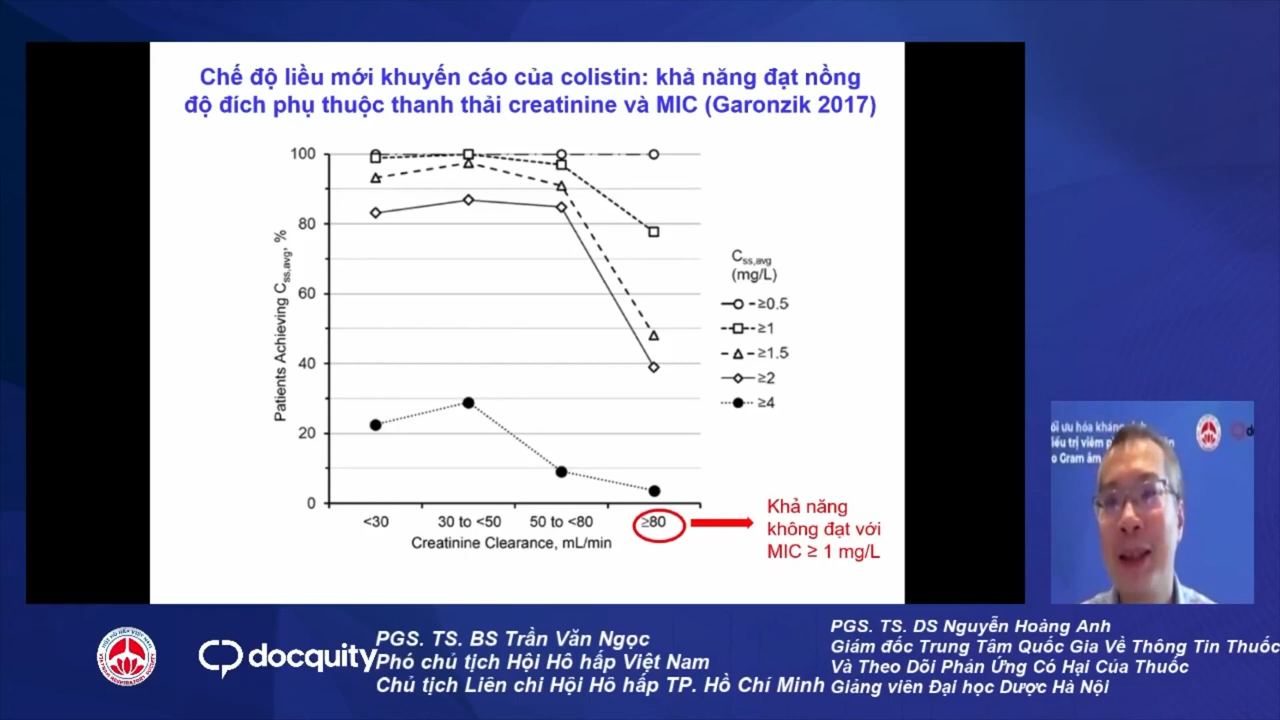 Chế độ liều mới khuyến cáo của colistin: khả năng đạt nồng
độ đích phụ thuộc thanh thải creatinine và MIC (Garonzik 2017)
100
80
60
40
20
0
Patients Achieving Css,avg, %
<30
30 to <50
50 to <80
≥80
Creatinine Clearance, mL/min
Css,avg
(mg/L)
≥0.5
≥1
≥1.5
≥2
≥4
Khả năng
không đạt với
MIC ≥ 1 mg/L
docquity
PGS. TS. BS Trần Văn Ngọc
Phó chủ tịch Hội Hô hấp Việt Nam
Chủ tịch Liên chi Hội Hô hấp TP. Hồ Chí Minh
PGS. TS. DS Nguyễn Hoàng Anh
Giám đốc Trung Tâm Quốc Gia Về Thông Tin Thuốc
Và Theo Dõi Phản Ứng Có Hại Của Thuốc
Giảng viên Đại học Dược Hà Nội